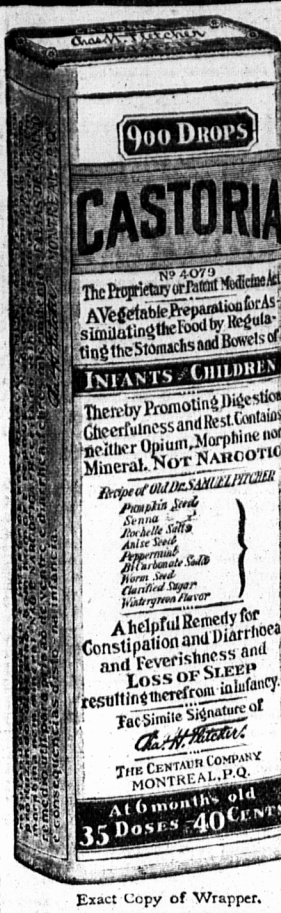 Chas. H. Fletcher
900 DROPS
CASTORIA
Nº 4079
The Proprietary or Patent Medicine Act
A Vegetable Preparation for As-
similating the Food by Regula-
ting the Stomachs and Bowels of
INFANTS CHILDREN
Thereby Promoting Digestion
Cheerfulness and Rest. Contains
neither Opium, Morphine nor
Mineral. NOT NARCOTIC
Recipe of Old Dr. SAMUEL PITCHER
Pumpkin Seed
Senna
Rochelle Salts
Anise Seed
Peppermint
Bi Carbonate Soda
Worm Seed
Clarified Sugar
Wintergreen Flavor
A helpful Remedy for
Constipation and Diarrhoea
and Feverishness and
LOSS OF SLEEP
resulting therefrom in Infancy.
Fac Simile Signature of
Chas. H. Fletcher.
THE CENTAUR COMPANY
MONTREAL, P.Q.
At 6 months old
35 DOSES - 40 CENTS
Exact Copy of Wrapper.